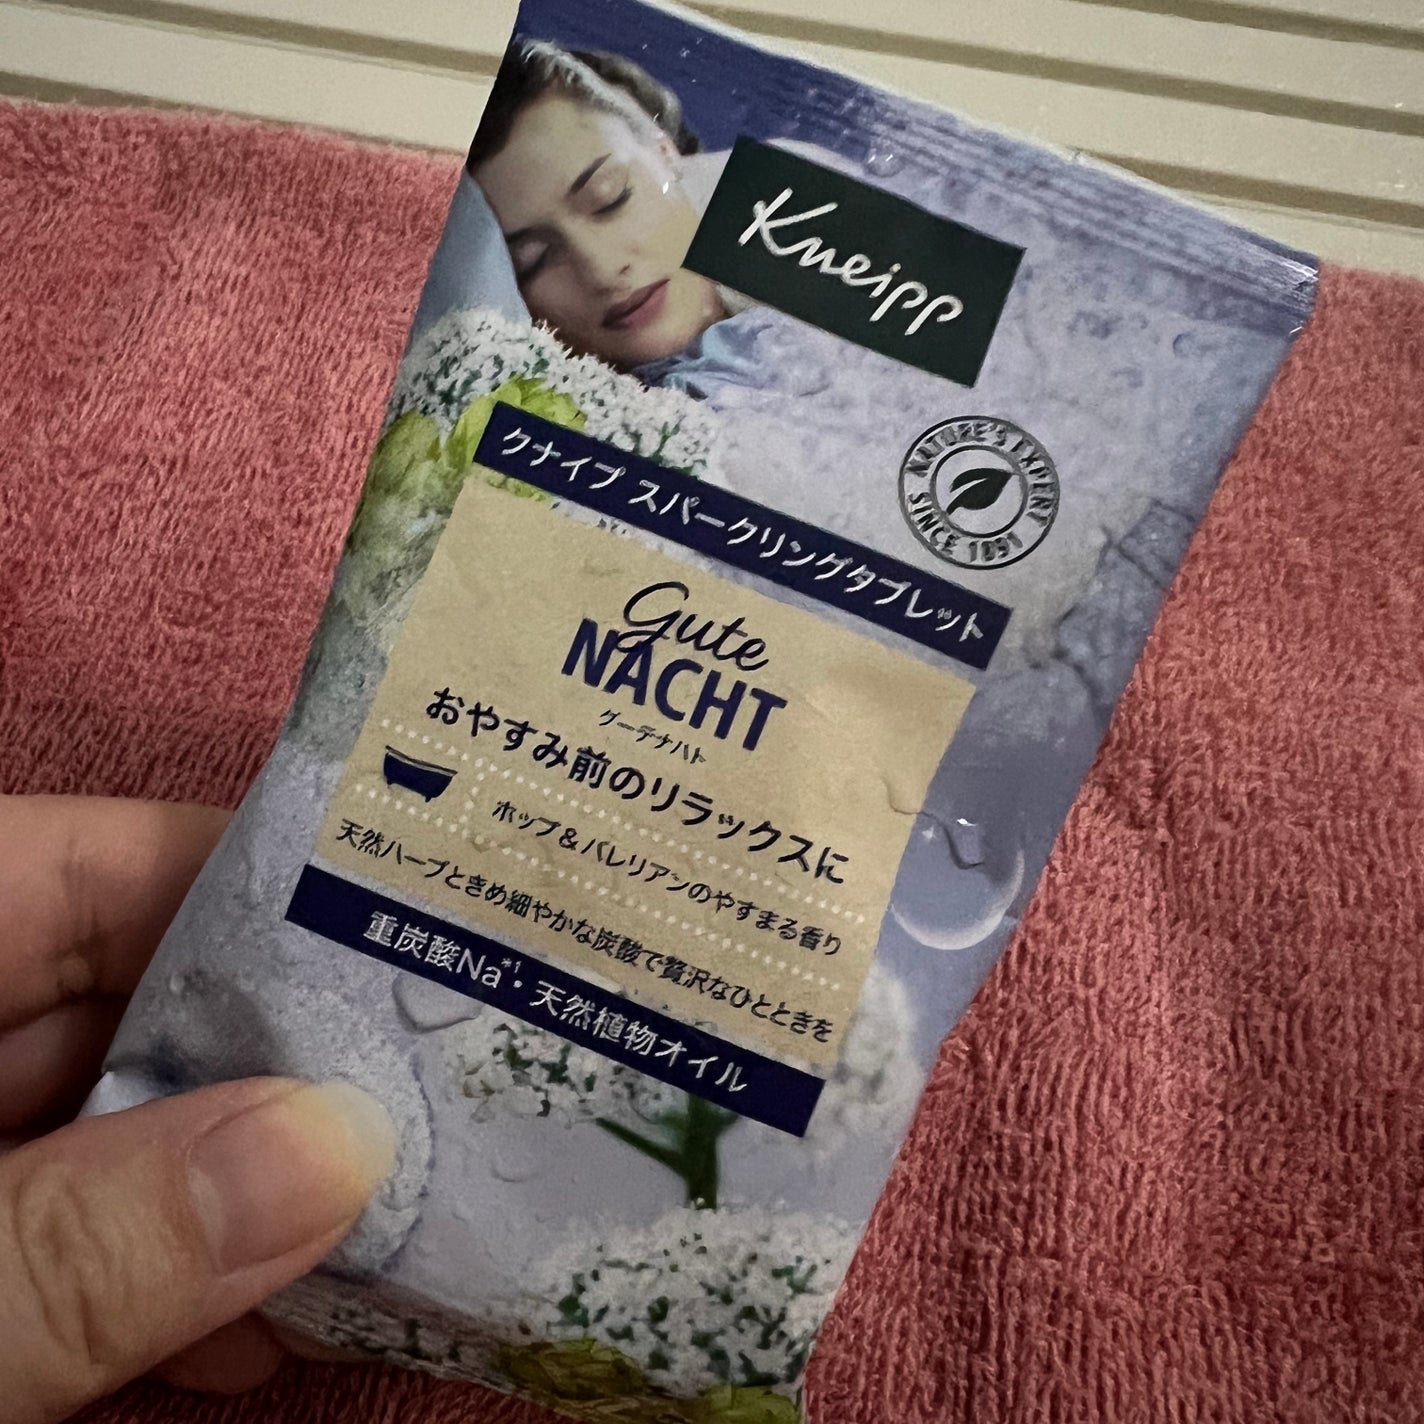 Kneipp
NATURE'S EXPERT
SINCE 1891
クナイプ スパークリングタブレット
Gute
NACHT
グーテナハト
おやすみ前のリラックスに
ホップ＆バレリアンのやすまる香り
天然ハーブときめ細やかな炭酸で贅沢なひとときを
重炭酸Na*1・天然植物オイル